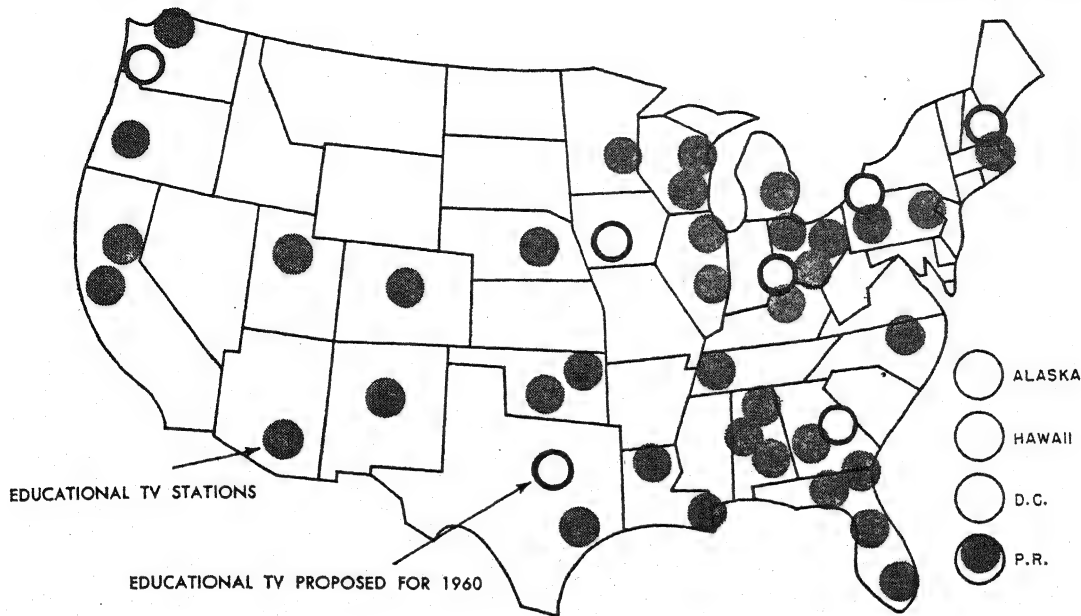 ALASKA
HAWAII
EDUCATIONAL TV STATIONS
D.C.
P.R.
EDUCATIONAL TV PROPOSED FOR 1960